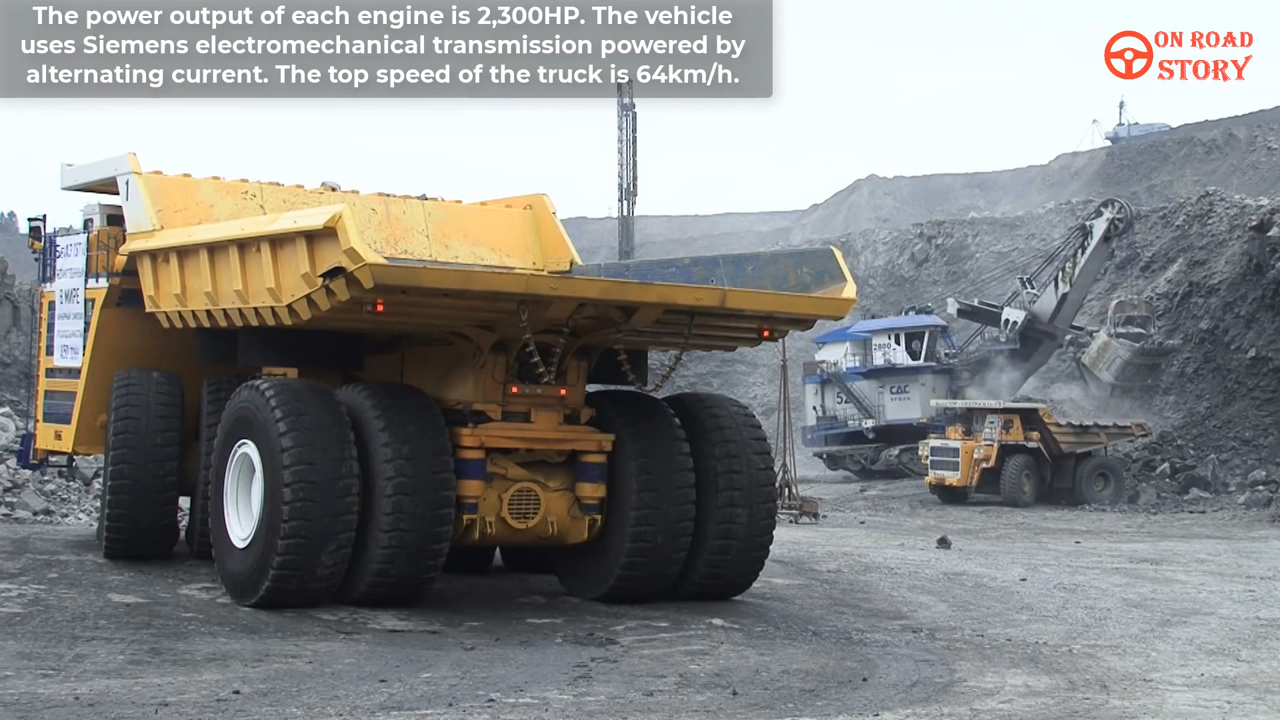 The power output of each engine is 2,300HP. The vehicle
uses Siemens electromechanical transmission powered by
alternating current. The top speed of the truck is 64km/h.
ON ROAD
STORY
1
В МИРЕ
2800
CAC